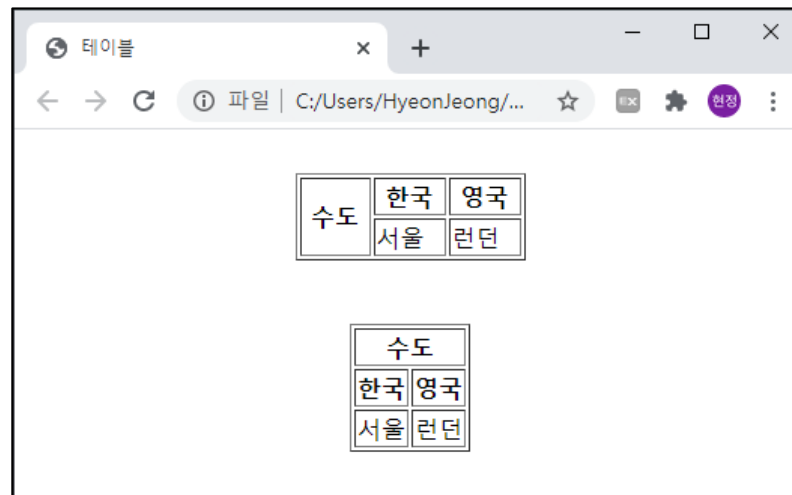 테이블
파일 C:/Users/HyeonJeong/...
EX
현정
수도 한국 영국
서울 런던
수도
한국 영국
서울 런던